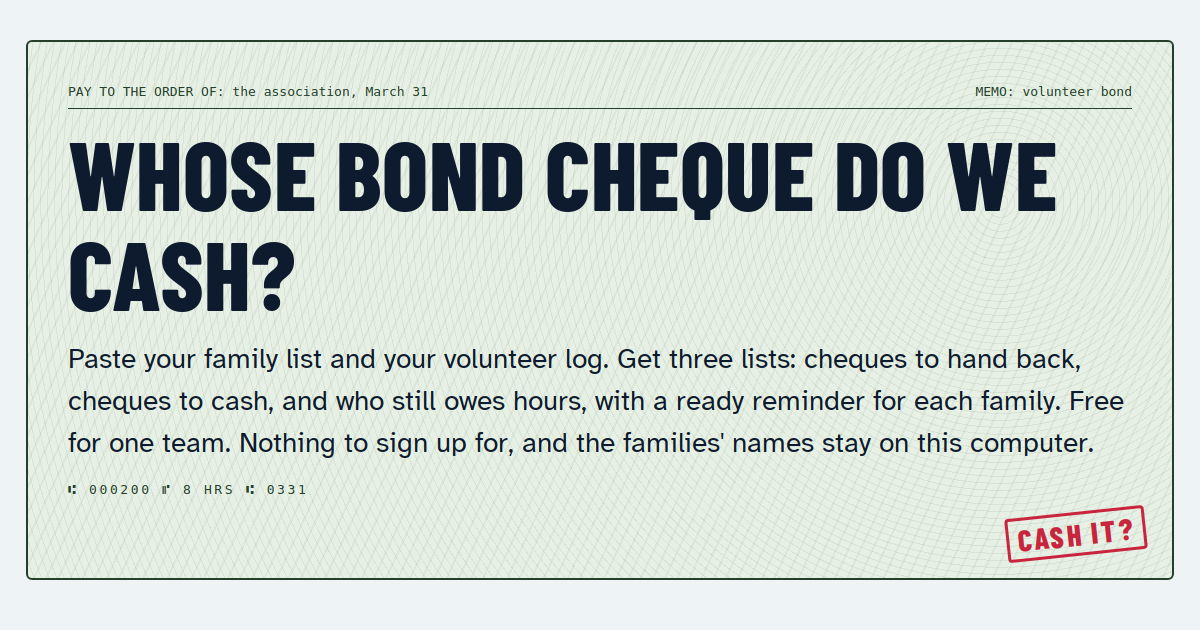 PAY TO THE ORDER OF: the association, March 31
MEMO: volunteer bond
WHOSE BOND CHEQUE DO WE
CASH?
Paste your family list and your volunteer log. Get three lists: cheques to hand back,
cheques to cash, and who still owes hours, with a ready reminder for each family. Free
for one team. Nothing to sign up for, and the families' names stay on this computer.
⑆ 000200 ⑈ 8 HRS ⑆ 0331
CASH IT?